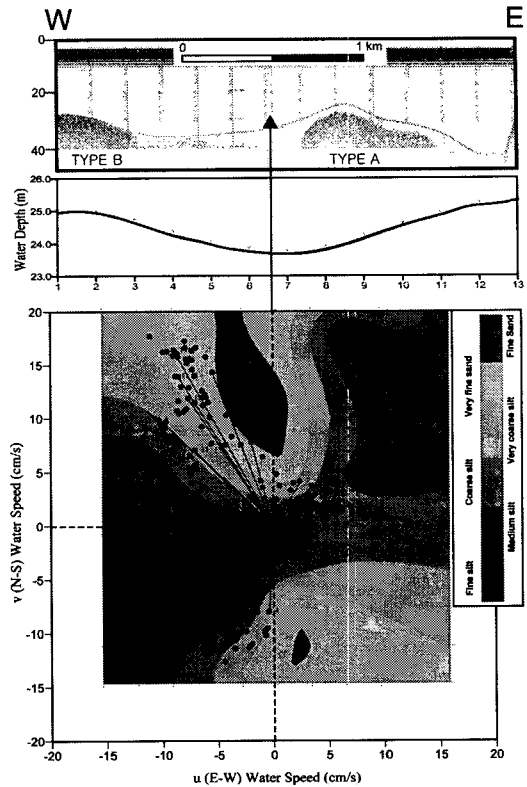 W E
0 0 1 km
20
40 TYPE B TYPE A
Water Depth (m)
26.0
25.0
24.0
23.0
1 2 3 4 5 6 7 8 9 10 11 12 13
v (N-S) Water Speed (cm/s)
20
15
10
5
0
-5
-10
-15
-20
-20 -15 -10 -5 0 5 10 15 20
u (E-W) Water Speed (cm/s)
Fine Sand
Very fine sand
Very coarse silt
Coarse silt
Medium silt
Fine silt